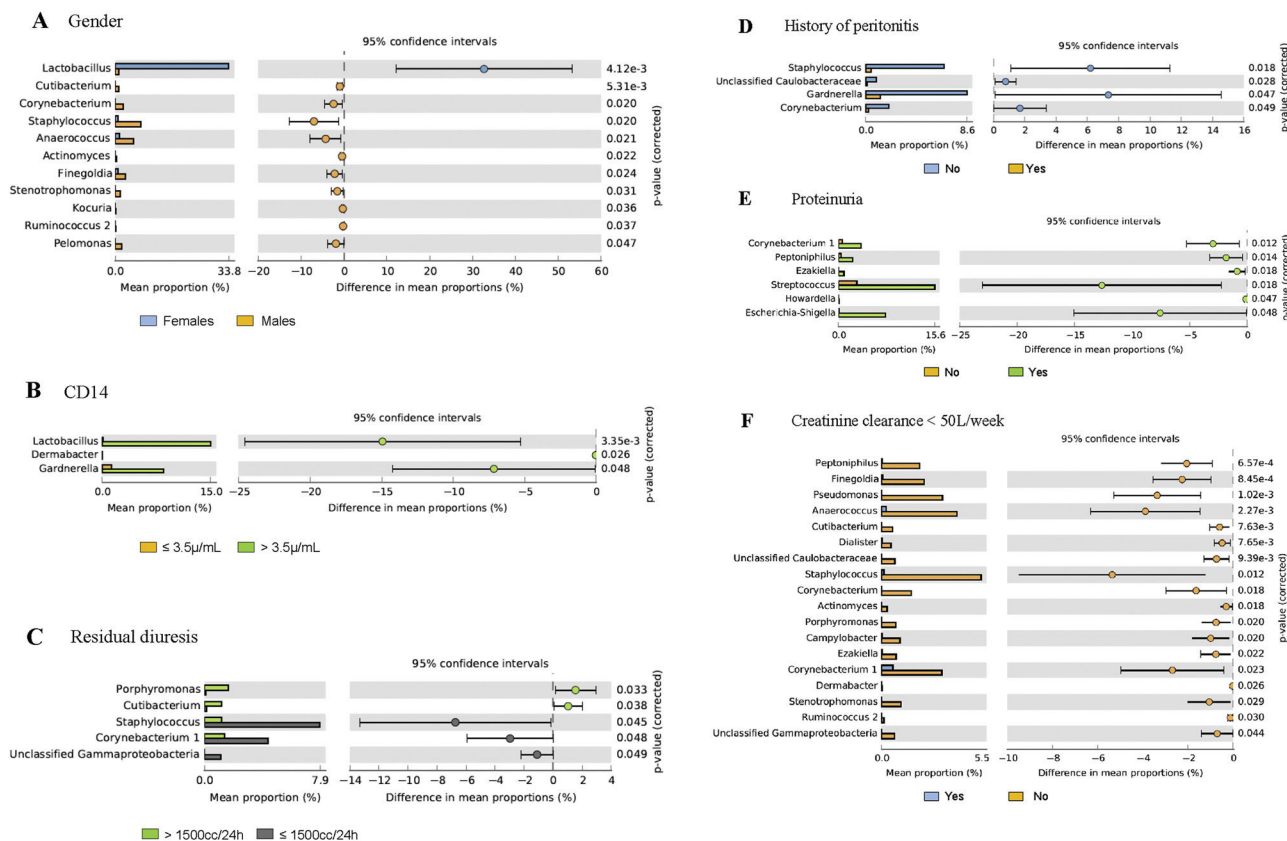 A Gender
95% confidence intervals
Lactobacillus 4.12e-3
Cutibacterium 5.31e-3
Corynebacterium 0.020
Staphylococcus 0.020
Anaerococcus 0.021
Actinomyces 0.022
Finegoldia 0.024
Stenotrophomonas 0.031
Kocuria 0.036
Ruminococcus 2 0.037
Pelomonas 0.047
p-value (corrected)
0.0 33.8 −20 −10 0 10 20 30 40 50 60
Mean proportion (%) Difference in mean proportions (%)
Females Males
B CD14
95% confidence intervals
Lactobacillus 3.35e-3
Dermabacter 0.026
Gardnerella 0.048
p-value (corrected)
0.0 15.0 −25 −20 −15 −10 −5 0
Mean proportion (%) Difference in mean proportions (%)
≤ 3.5µ/mL > 3.5µ/mL
C Residual diuresis
95% confidence intervals
Porphyromonas 0.033
Cutibacterium 0.038
Staphylococcus 0.045
Corynebacterium 1 0.048
Unclassified Gammaproteobacteria 0.049
p-value (corrected)
0.0 7.9 −14 −12 −10 −8 −6 −4 −2 0 2 4
Mean proportion (%) Difference in mean proportions (%)
> 1500cc/24h ≤ 1500cc/24h
D History of peritonitis
95% confidence intervals
Staphylococcus 0.018
Unclassified Caulobacteraceae 0.028
Gardnerella 0.047
Corynebacterium 0.049
p-value (corrected)
0.0 8.6 0 2 4 6 8 10 12 14 16
Mean proportion (%) Difference in mean proportions (%)
No Yes
E Proteinuria
95% confidence intervals
Corynebacterium 1 0.012
Peptoniphilus 0.014
Ezakiella 0.018
Streptococcus 0.018
Howardella 0.047
Escherichia-Shigella 0.048
p-value (corrected)
0.0 15.6 −25 −20 −15 −10 −5 0
Mean proportion (%) Difference in mean proportions (%)
No Yes
F Creatinine clearance < 50L/week
95% confidence intervals
Peptoniphilus 6.57e-4
Finegoldia 8.45e-4
Pseudomonas 1.02e-3
Anaerococcus 2.27e-3
Cutibacterium 7.63e-3
Dialister 7.65e-3
Unclassified Caulobacteraceae 9.39e-3
Staphylococcus 0.012
Corynebacterium 0.018
Actinomyces 0.018
Porphyromonas 0.020
Campylobacter 0.020
Ezakiella 0.022
Corynebacterium 1 0.023
Dermabacter 0.026
Stenotrophomonas 0.029
Ruminococcus 2 0.030
Unclassified Gammaproteobacteria 0.044
p-value (corrected)
0.0 5.5 −10 −8 −6 −4 −2 0
Mean proportion (%) Difference in mean proportions (%)
Yes No